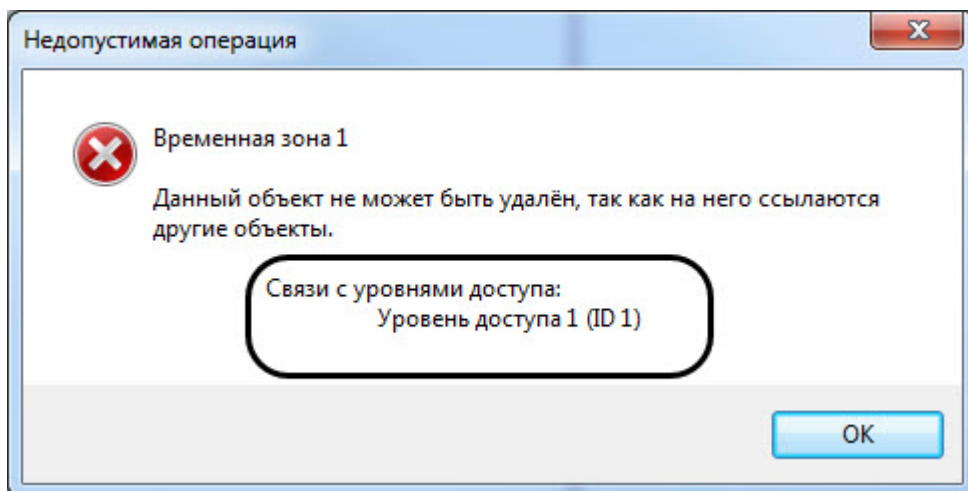 Недопустимая операция
Временная зона 1
Данный объект не может быть удалён, так как на него ссылаются
другие объекты.
Связи с уровнями доступа:
Уровень доступа 1 (ID 1)
OK